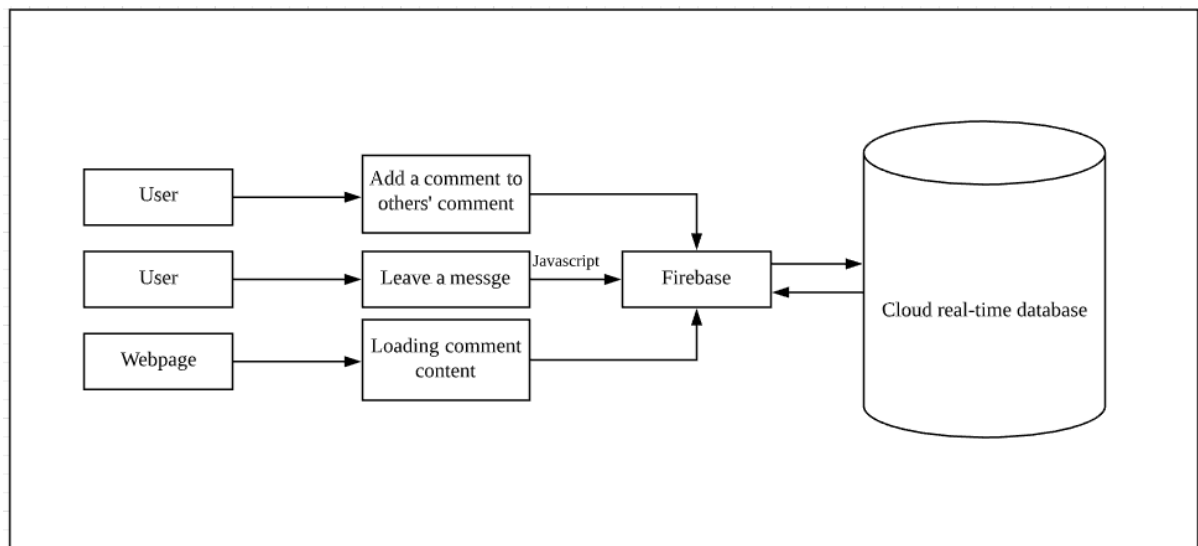 User
Add a comment to
others' comment
User
Leave a messge
Javascript
Firebase
Cloud real-time database
Webpage
Loading comment
content